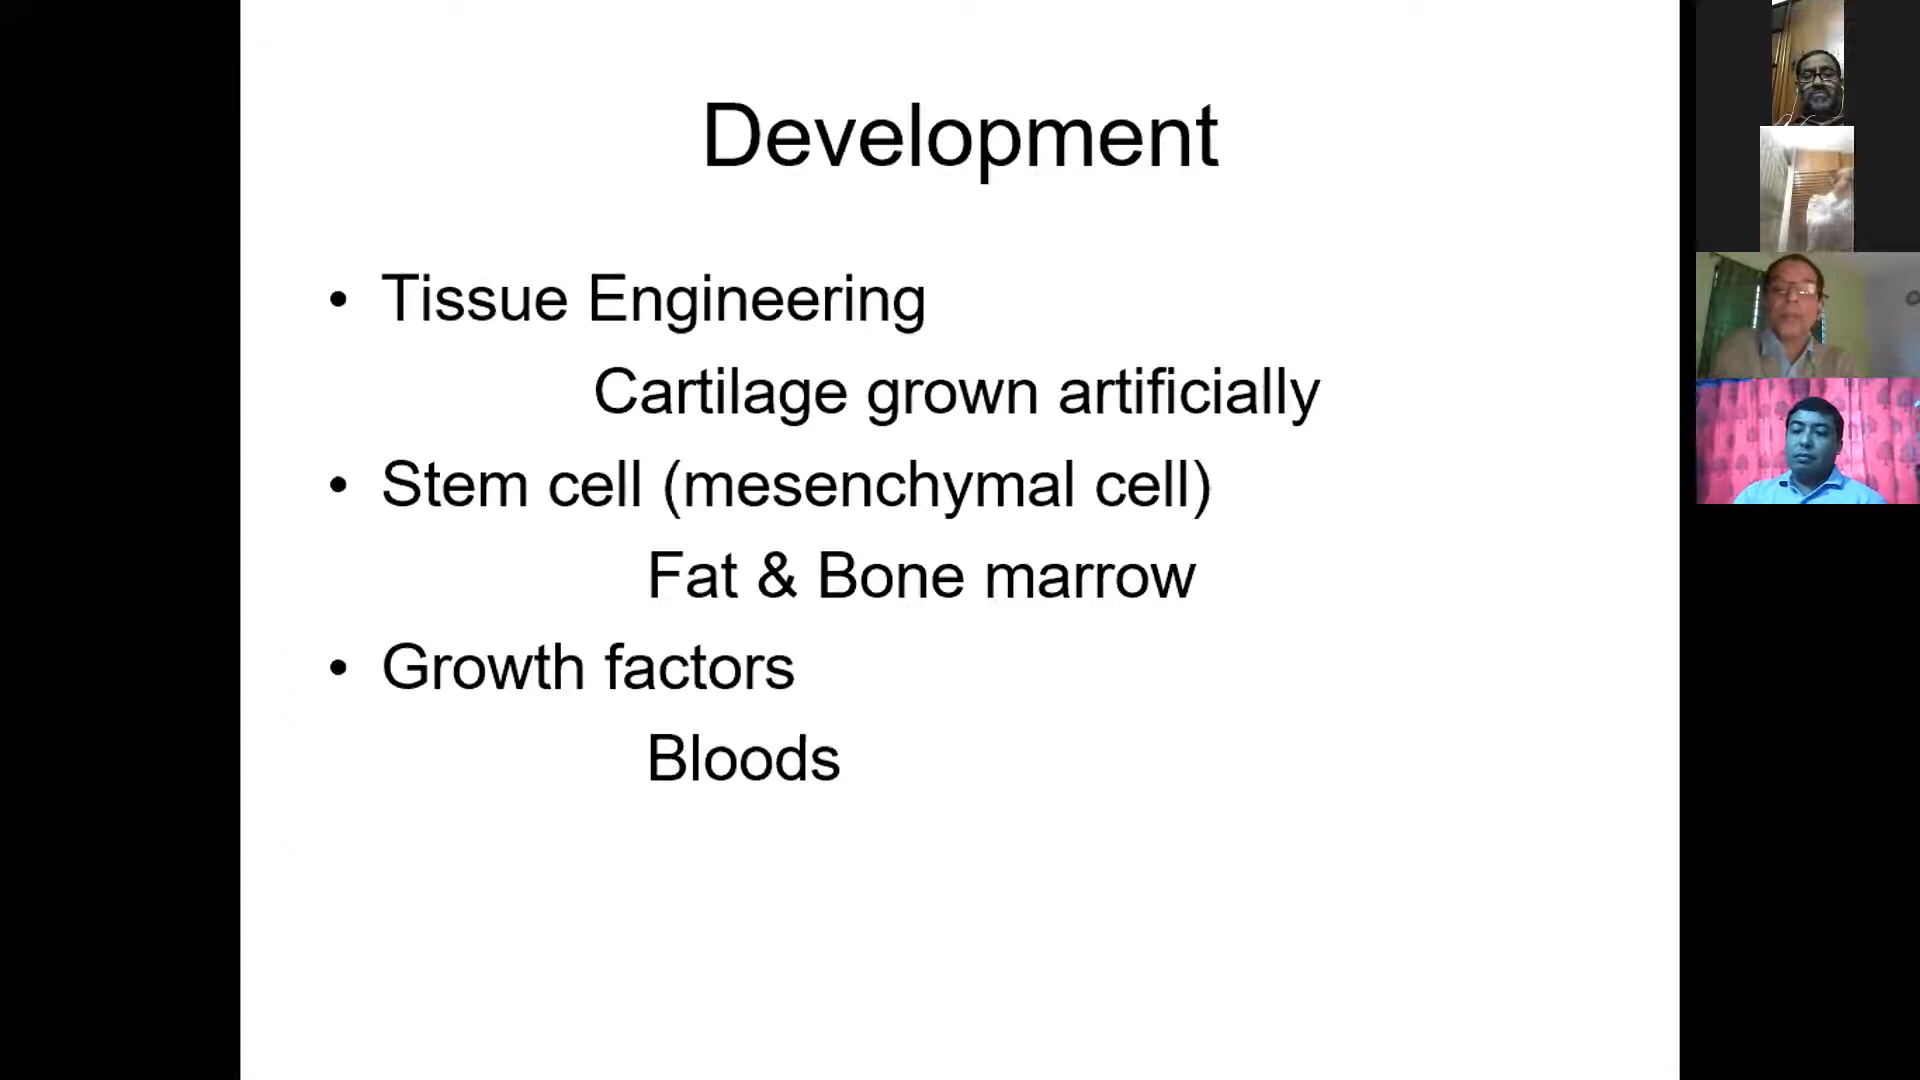 Development
• Tissue Engineering
Cartilage grown artificially
• Stem cell (mesenchymal cell)
Fat & Bone marrow
• Growth factors
Bloods